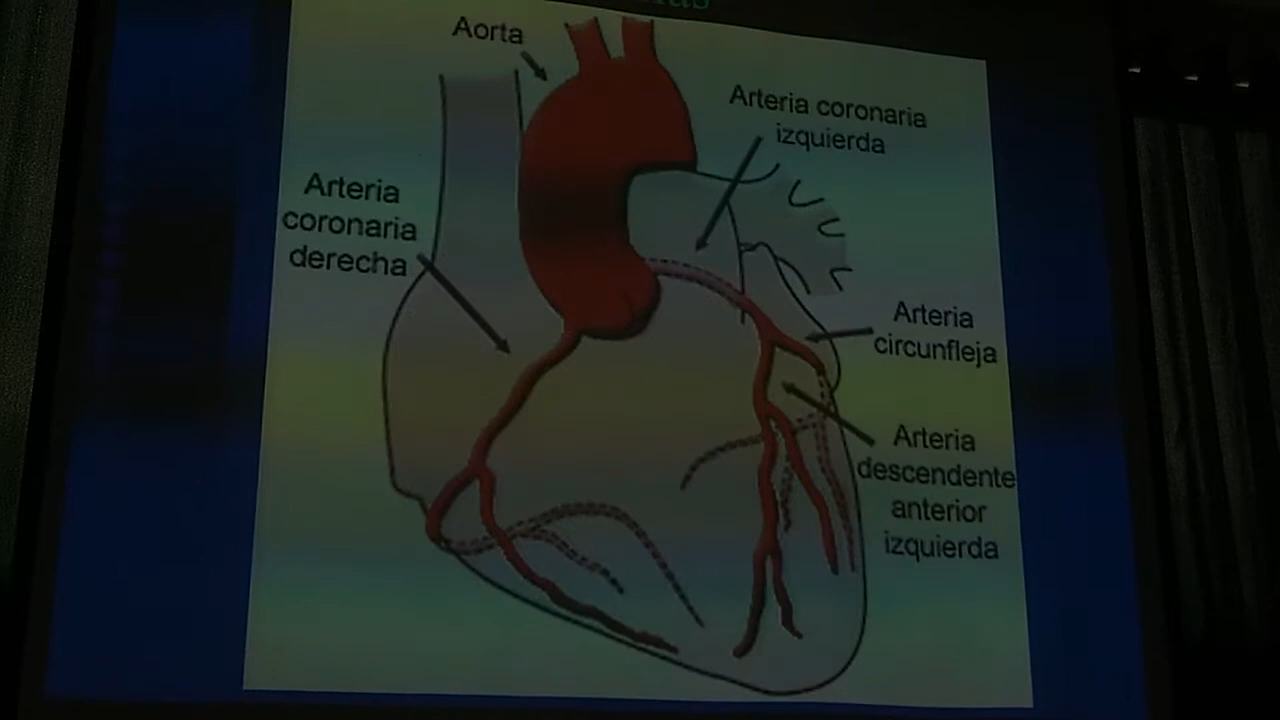 Aorta
Arteria coronaria
izquierda
Arteria
coronaria
derecha
Arteria
circunfleja
Arteria
descendente
anterior
izquierda